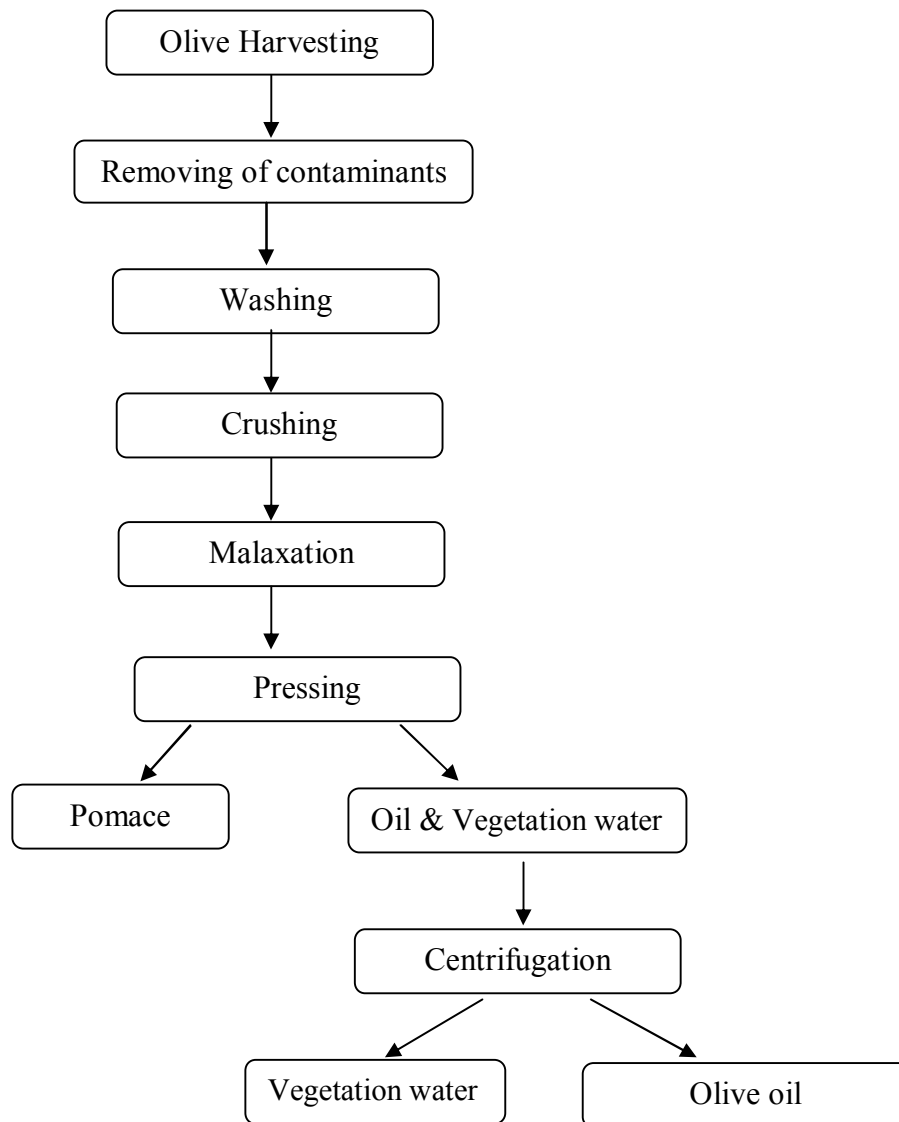 Olive Harvesting
Removing of contaminants
Washing
Crushing
Malaxation
Pressing
Pomace
Oil & Vegetation water
Centrifugation
Vegetation water
Olive oil